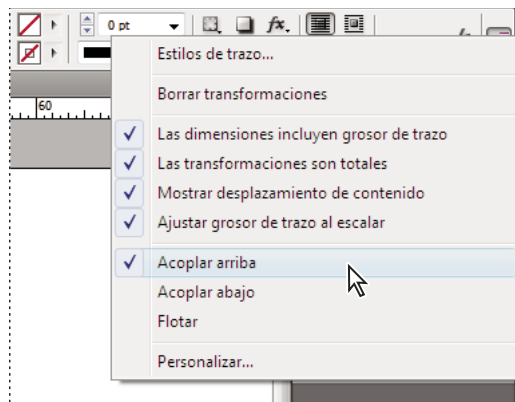 0 pt
fx.
Estilos de trazo...
Borrar transformaciones
60
Las dimensiones incluyen grosor de trazo
Las transformaciones son totales
Mostrar desplazamiento de contenido
Ajustar grosor de trazo al escalar
Acoplar arriba
Acoplar abajo
Flotar
Personalizar...